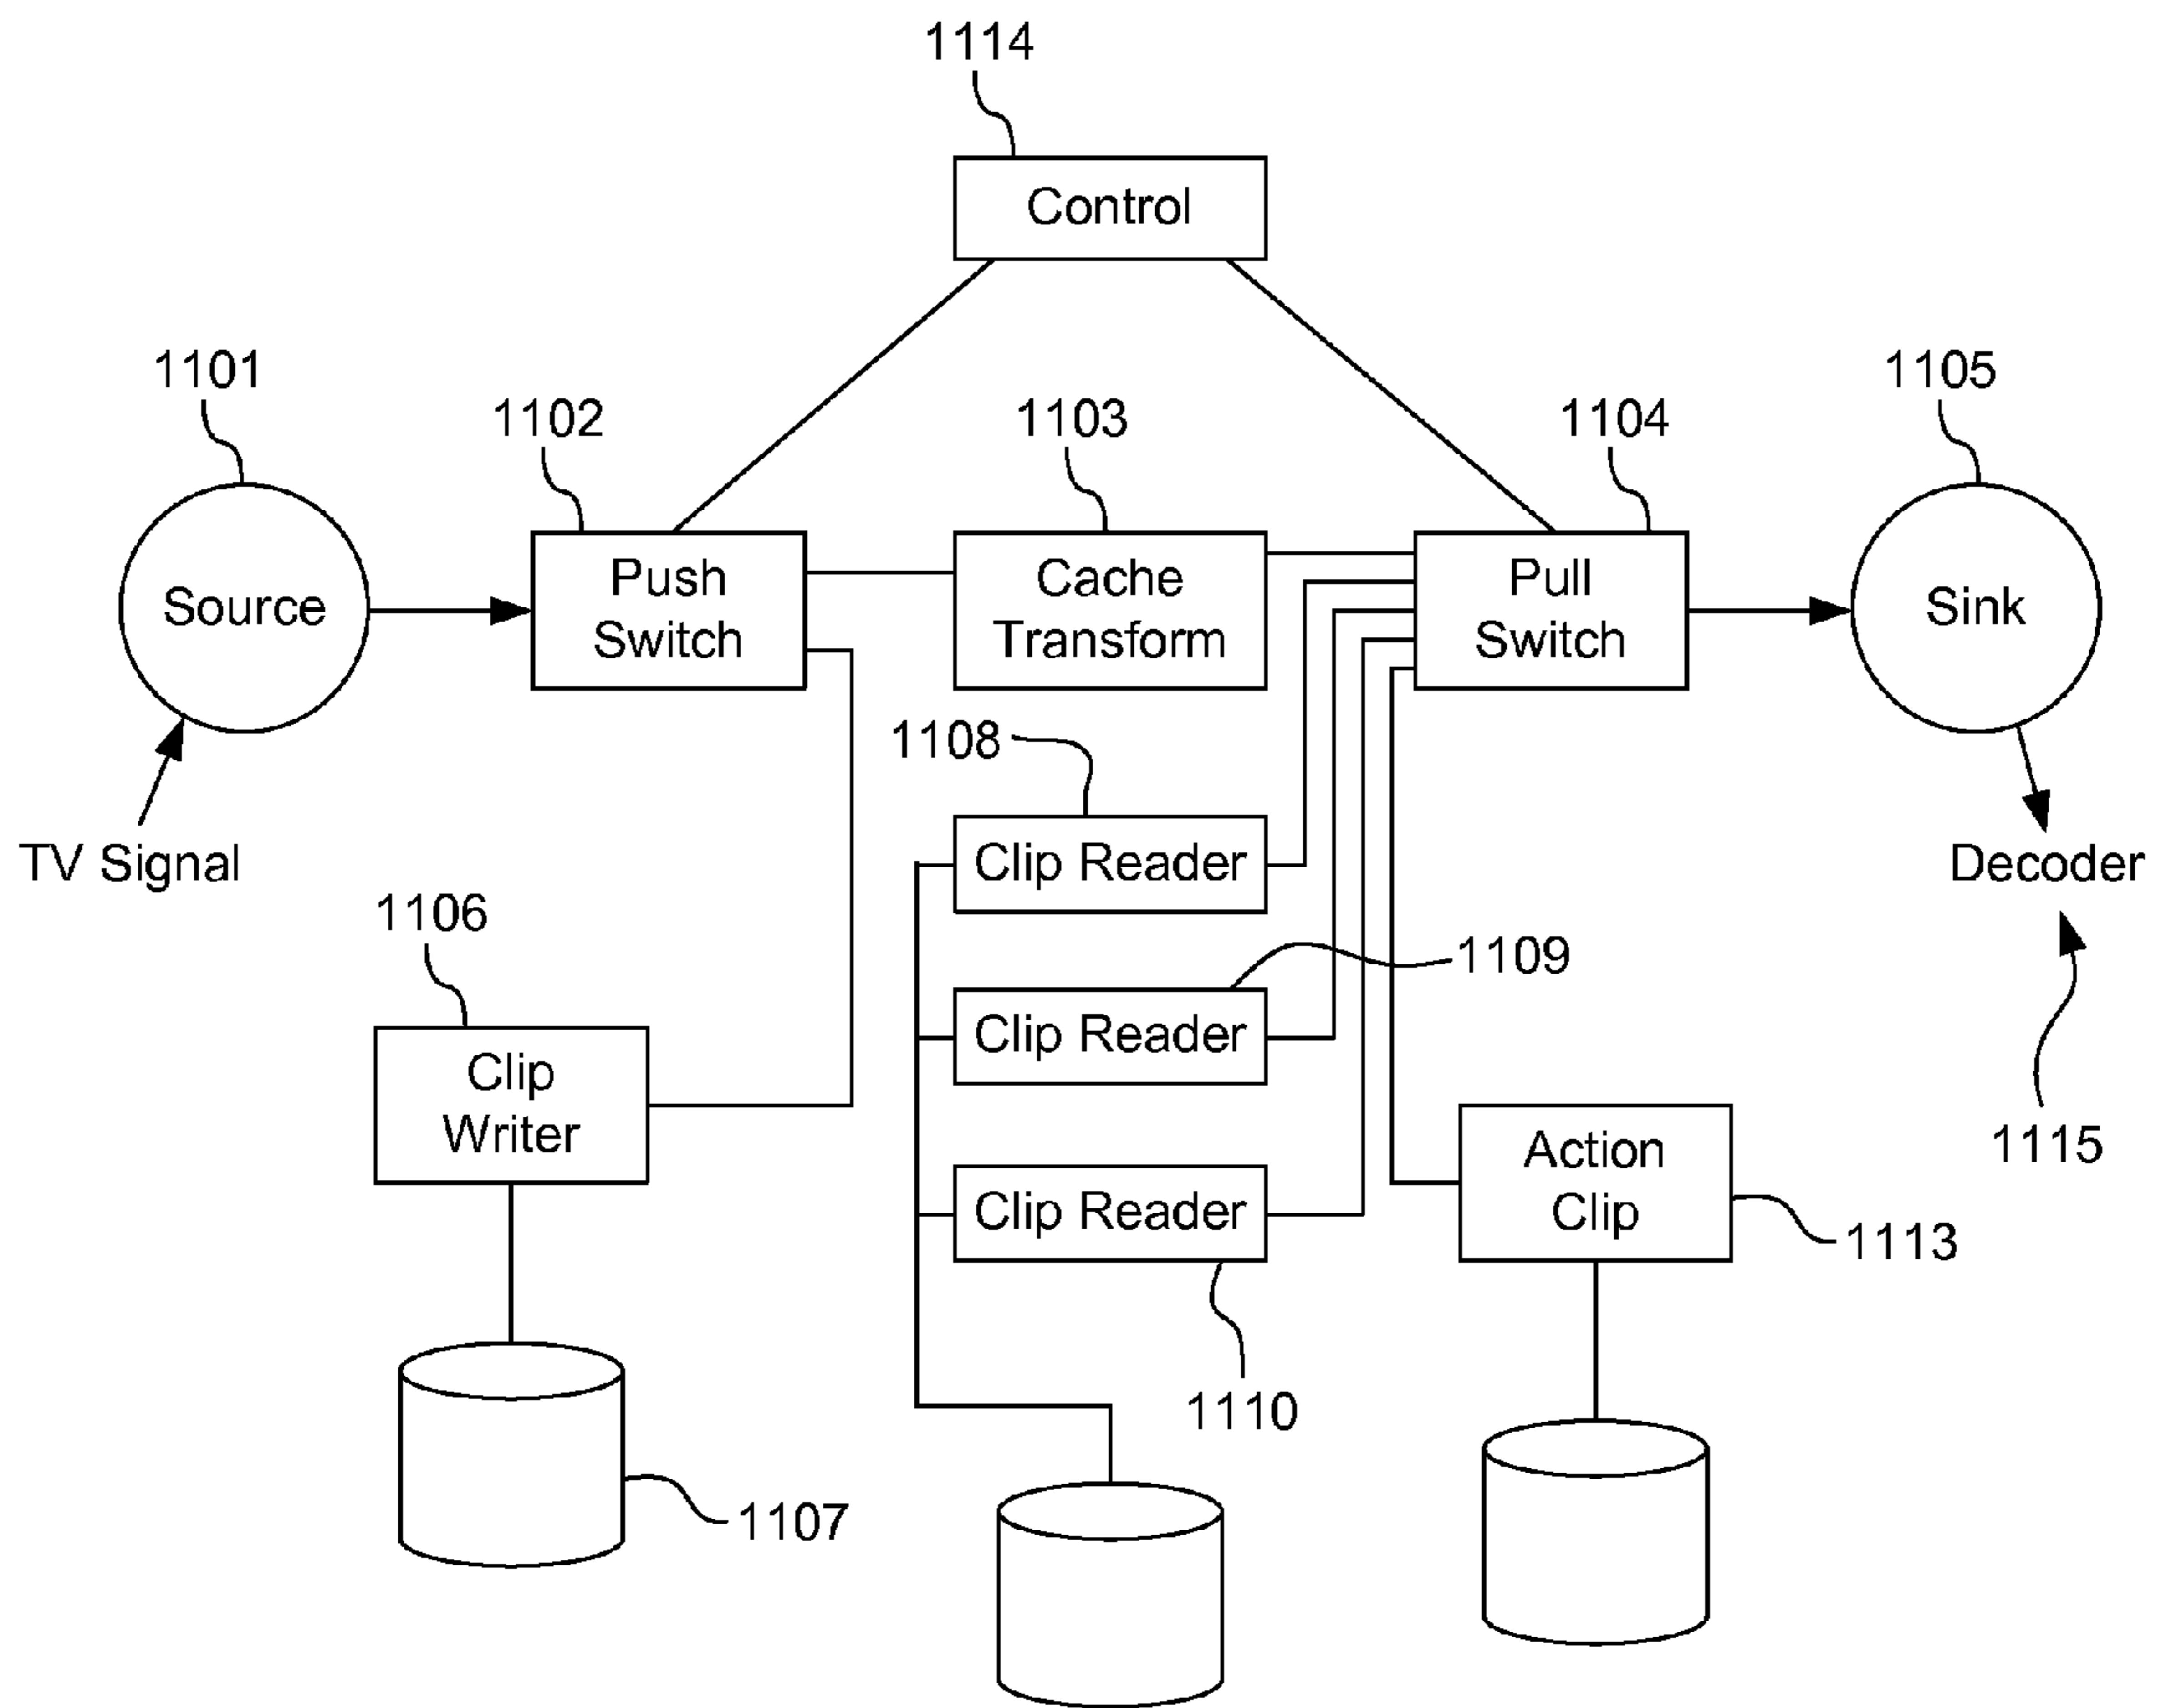 1114
Control
1101
1102
1103
1104
1105
Source
Push
Switch
Cache
Transform
Pull
Switch
Sink
TV Signal
1108
Clip Reader
Decoder
1106
1109
Clip Reader
Clip
Writer
1115
Clip Reader
Action
Clip
1113
1110
1107